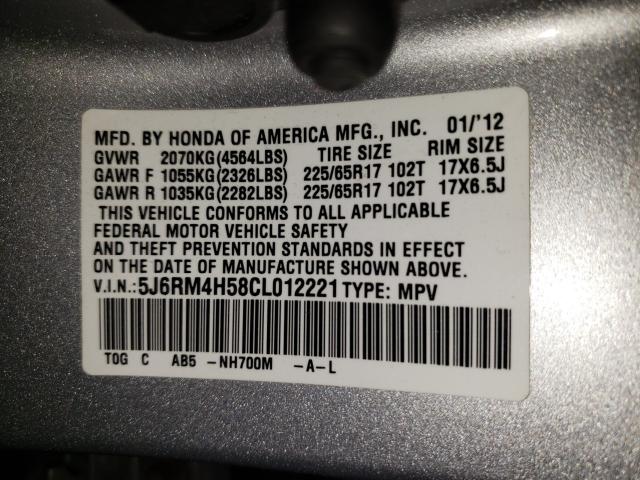 MFD. BY HONDA OF AMERICA MFG., INC. 01/'12
GVWR 2070KG(4564LBS) TIRE SIZE RIM SIZE
GAWR F 1055KG(2326LBS) 225/65R17 102T 17X6.5J
GAWR R 1035KG(2282LBS) 225/65R17 102T 17X6.5J
THIS VEHICLE CONFORMS TO ALL APPLICABLE
FEDERAL MOTOR VEHICLE SAFETY
AND THEFT PREVENTION STANDARDS IN EFFECT
ON THE DATE OF MANUFACTURE SHOWN ABOVE.
V.I.N.:5J6RM4H58CL012221 TYPE: MPV
TOG C AB5 -NH700M -A-L